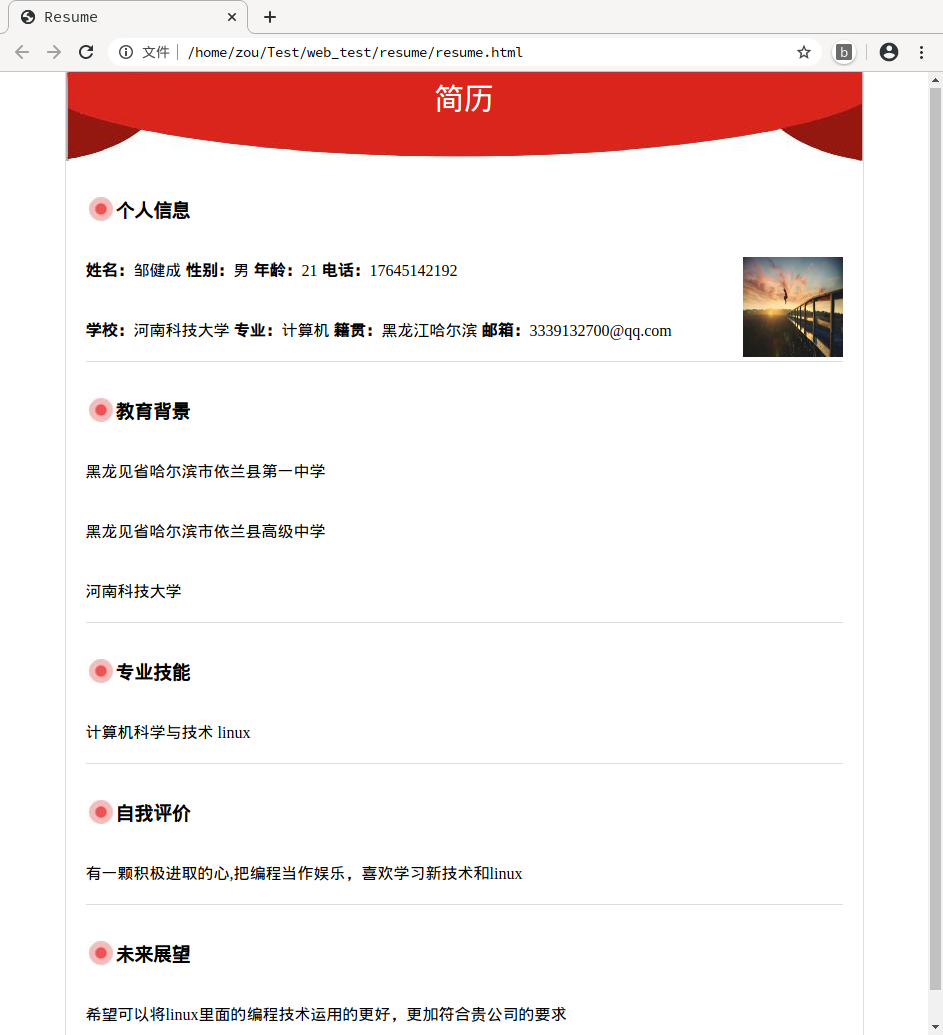 Resume
文件 /home/zou/Test/web_test/resume/resume.html
b
简历
个人信息
姓名：邹健成 性别：男 年龄：21 电话：17645142192
学校：河南科技大学 专业：计算机 籍贯：黑龙江哈尔滨 邮箱：3339132700@qq.com
教育背景
黑龙见省哈尔滨市依兰县第一中学
黑龙见省哈尔滨市依兰县高级中学
河南科技大学
专业技能
计算机科学与技术 linux
自我评价
有一颗积极进取的心,把编程当作娱乐，喜欢学习新技术和linux
未来展望
希望可以将linux里面的编程技术运用的更好，更加符合贵公司的要求